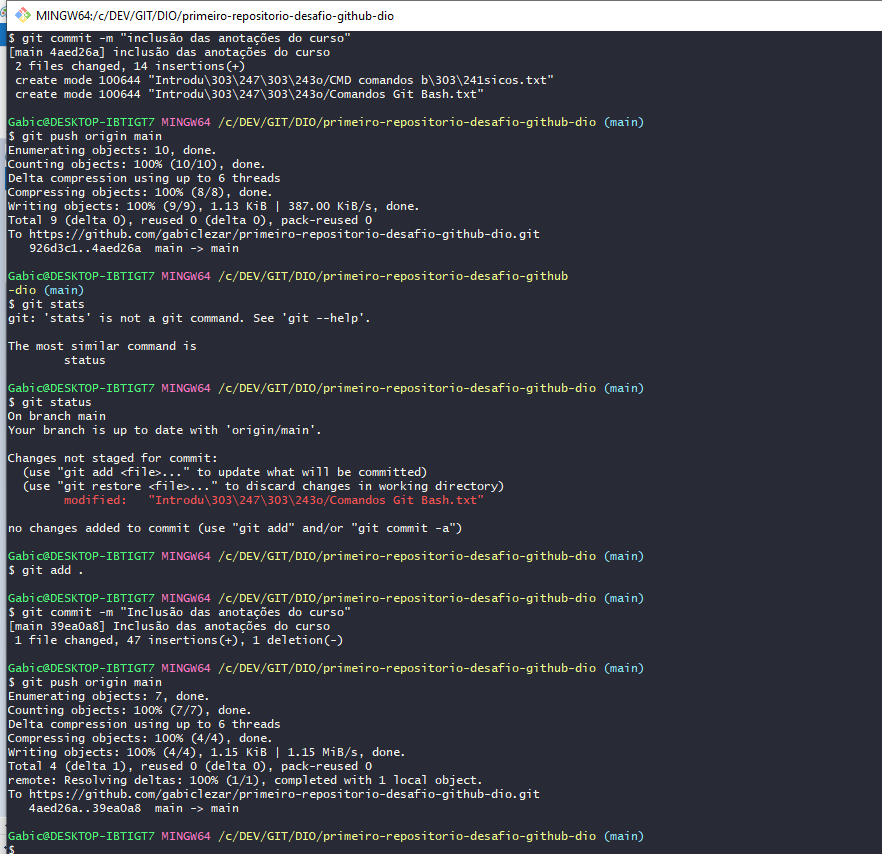 MINGW64:/c/DEV/GIT/DIO/primeiro-repositorio-desafio-github-dio
$ git commit -m "inclusão das anotações do curso"
[main 4aed26a] inclusão das anotações do curso
 2 files changed, 14 insertions(+)
 create mode 100644 "Introdu\303\247\303\243o/CMD comandos b\303\241sicos.txt"
 create mode 100644 "Introdu\303\247\303\243o/Comandos Git Bash.txt"
Gabic@DESKTOP-IBTIGT7 MINGW64 /c/DEV/GIT/DIO/primeiro-repositorio-desafio-github-dio (main)
$ git push origin main
Enumerating objects: 10, done.
Counting objects: 100% (10/10), done.
Delta compression using up to 6 threads
Compressing objects: 100% (8/8), done.
Writing objects: 100% (9/9), 1.13 KiB | 387.00 KiB/s, done.
Total 9 (delta 0), reused 0 (delta 0), pack-reused 0
To https://github.com/gabiclezar/primeiro-repositorio-desafio-github-dio.git
   926d3c1..4aed26a  main -> main
Gabic@DESKTOP-IBTIGT7 MINGW64 /c/DEV/GIT/DIO/primeiro-repositorio-desafio-github
-dio (main)
$ git stats
git: 'stats' is not a git command. See 'git --help'.
The most similar command is
        status
Gabic@DESKTOP-IBTIGT7 MINGW64 /c/DEV/GIT/DIO/primeiro-repositorio-desafio-github-dio (main)
$ git status
On branch main
Your branch is up to date with 'origin/main'.
Changes not staged for commit:
  (use "git add <file>..." to update what will be committed)
  (use "git restore <file>..." to discard changes in working directory)
        modified:   "Introdu\303\247\303\243o/Comandos Git Bash.txt"
no changes added to commit (use "git add" and/or "git commit -a")
Gabic@DESKTOP-IBTIGT7 MINGW64 /c/DEV/GIT/DIO/primeiro-repositorio-desafio-github-dio (main)
$ git add .
Gabic@DESKTOP-IBTIGT7 MINGW64 /c/DEV/GIT/DIO/primeiro-repositorio-desafio-github-dio (main)
$ git commit -m "Inclusão das anotações do curso"
[main 39ea0a8] Inclusão das anotações do curso
 1 file changed, 47 insertions(+), 1 deletion(-)
Gabic@DESKTOP-IBTIGT7 MINGW64 /c/DEV/GIT/DIO/primeiro-repositorio-desafio-github-dio (main)
$ git push origin main
Enumerating objects: 7, done.
Counting objects: 100% (7/7), done.
Delta compression using up to 6 threads
Compressing objects: 100% (4/4), done.
Writing objects: 100% (4/4), 1.15 KiB | 1.15 MiB/s, done.
Total 4 (delta 1), reused 0 (delta 0), pack-reused 0
remote: Resolving deltas: 100% (1/1), completed with 1 local object.
To https://github.com/gabiclezar/primeiro-repositorio-desafio-github-dio.git
   4aed26a..39ea0a8  main -> main
Gabic@DESKTOP-IBTIGT7 MINGW64 /c/DEV/GIT/DIO/primeiro-repositorio-desafio-github-dio (main)
$